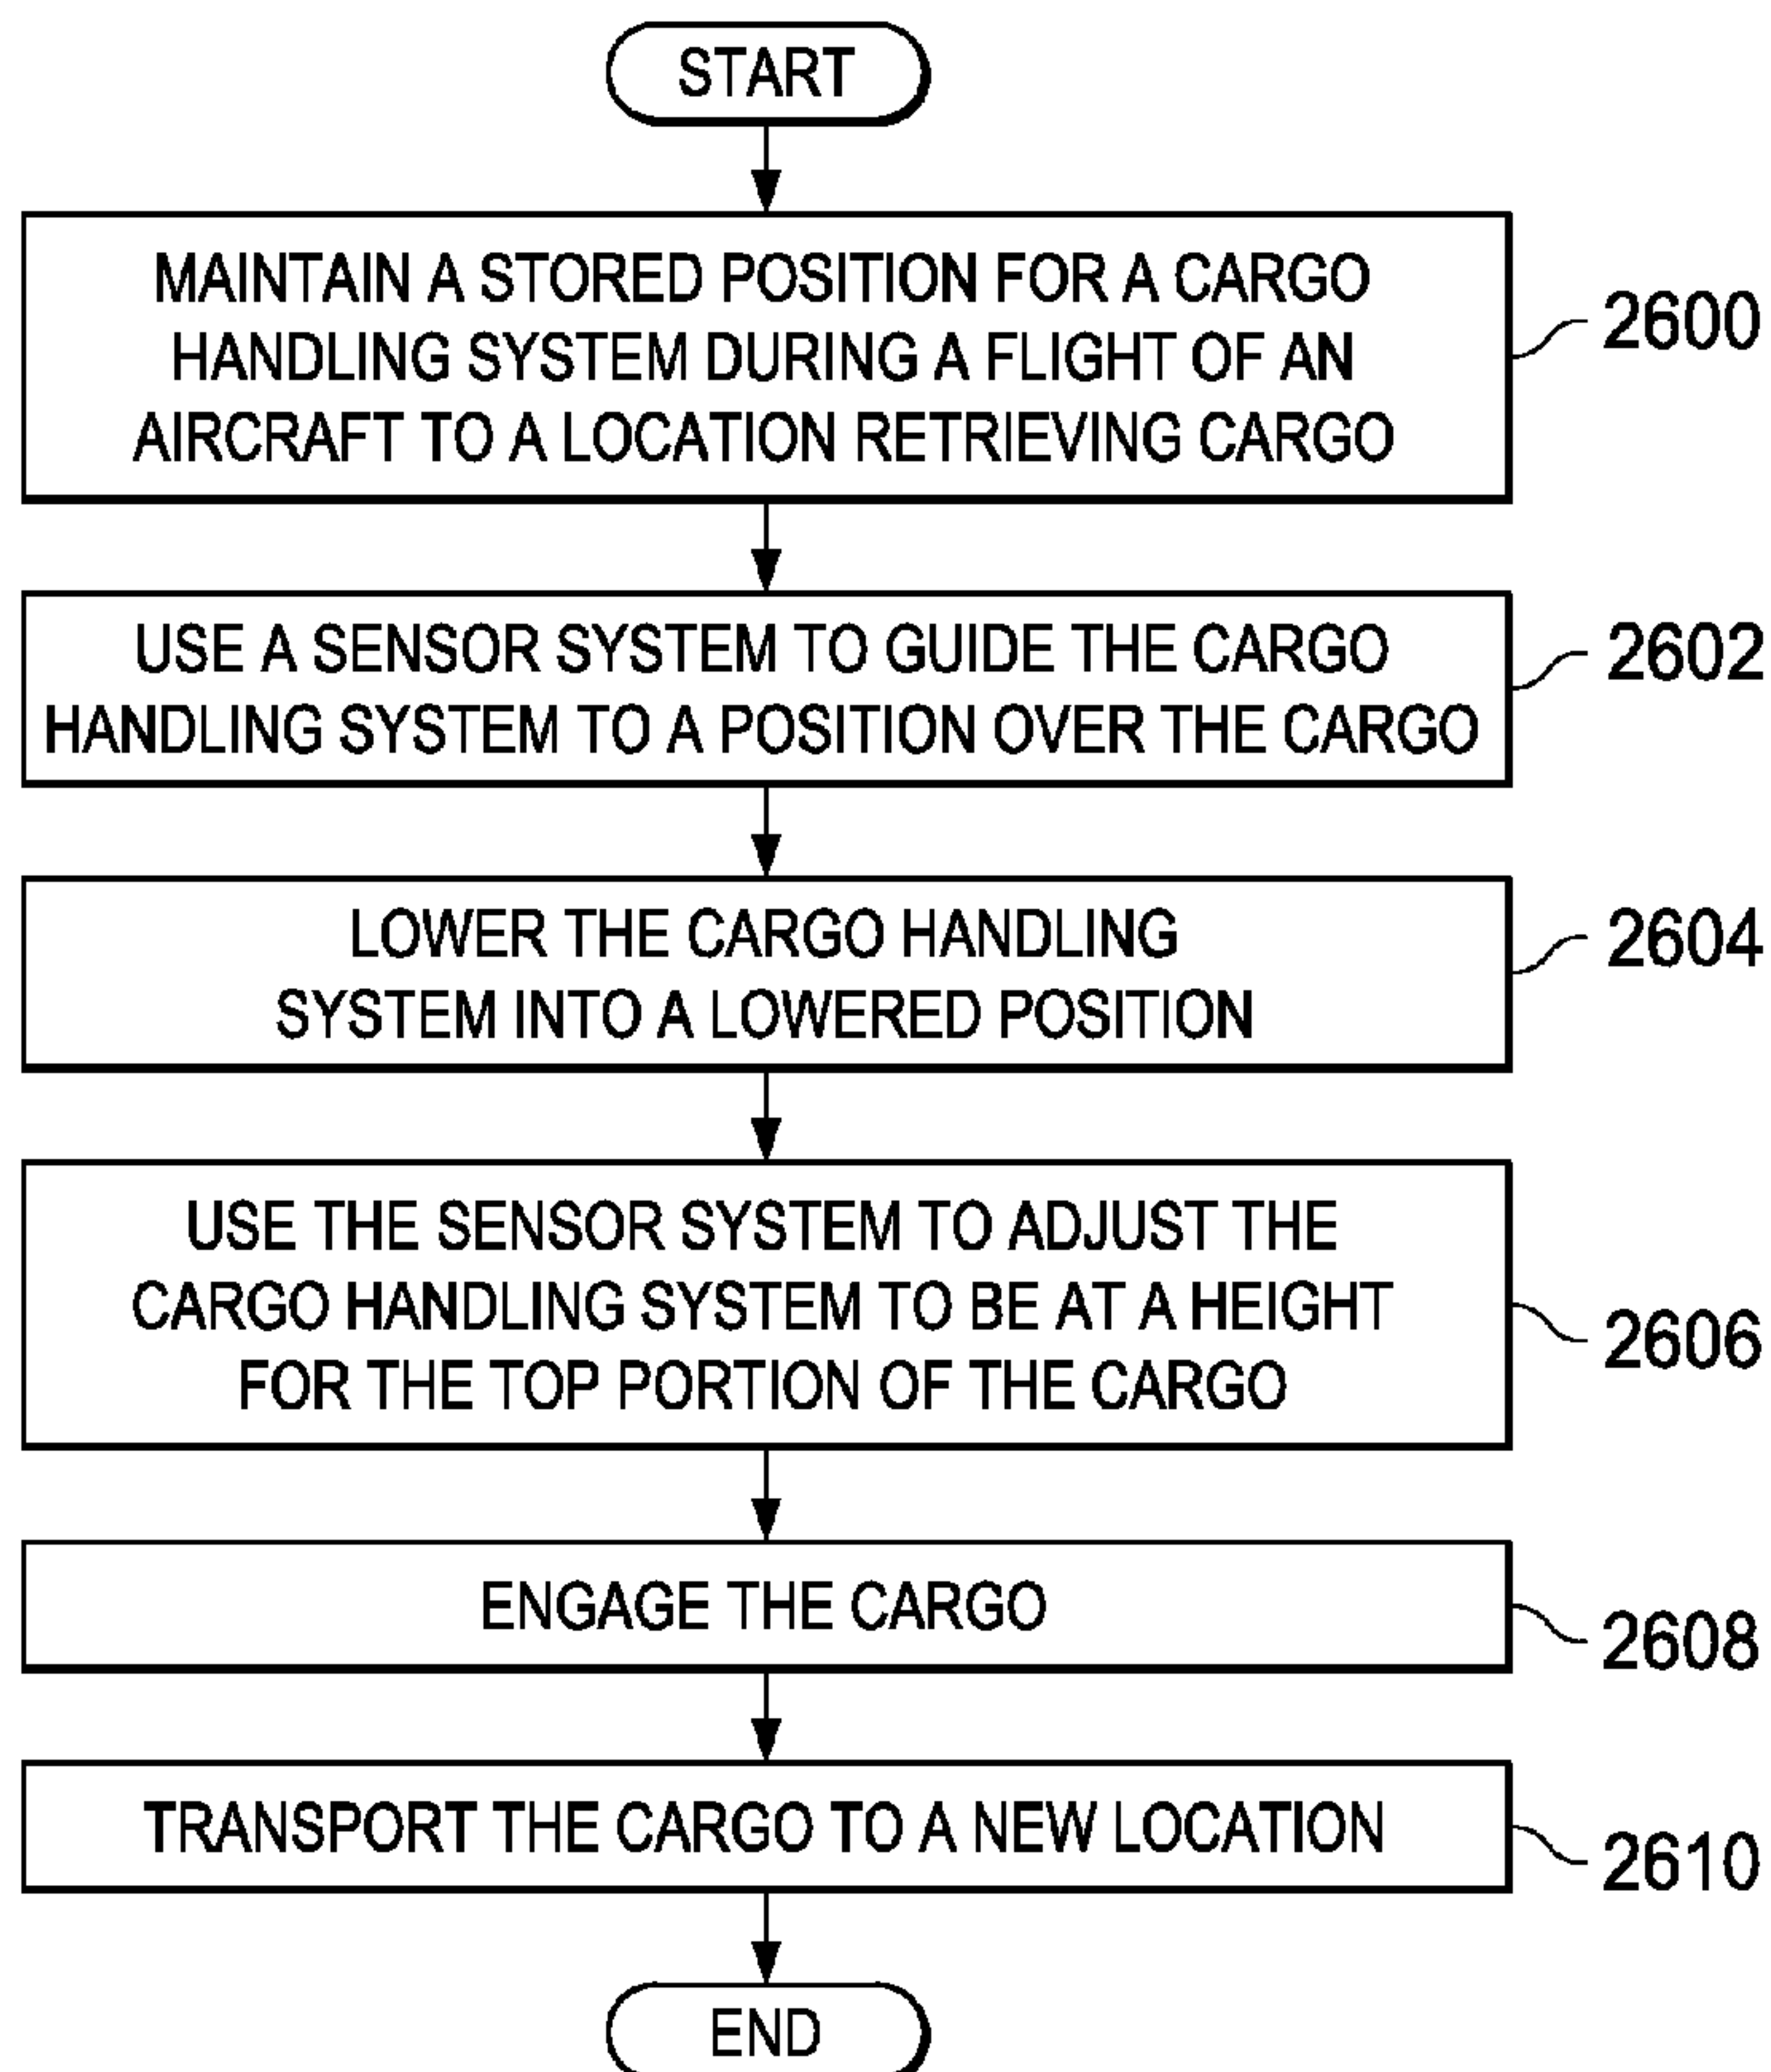 START
MAINTAIN A STORED POSITION FOR A CARGO
HANDLING SYSTEM DURING A FLIGHT OF AN
AIRCRAFT TO A LOCATION RETRIEVING CARGO
2600
USE A SENSOR SYSTEM TO GUIDE THE CARGO
HANDLING SYSTEM TO A POSITION OVER THE CARGO
2602
LOWER THE CARGO HANDLING
SYSTEM INTO A LOWERED POSITION
2604
USE THE SENSOR SYSTEM TO ADJUST THE
CARGO HANDLING SYSTEM TO BE AT A HEIGHT
FOR THE TOP PORTION OF THE CARGO
2606
ENGAGE THE CARGO
2608
TRANSPORT THE CARGO TO A NEW LOCATION
2610
END